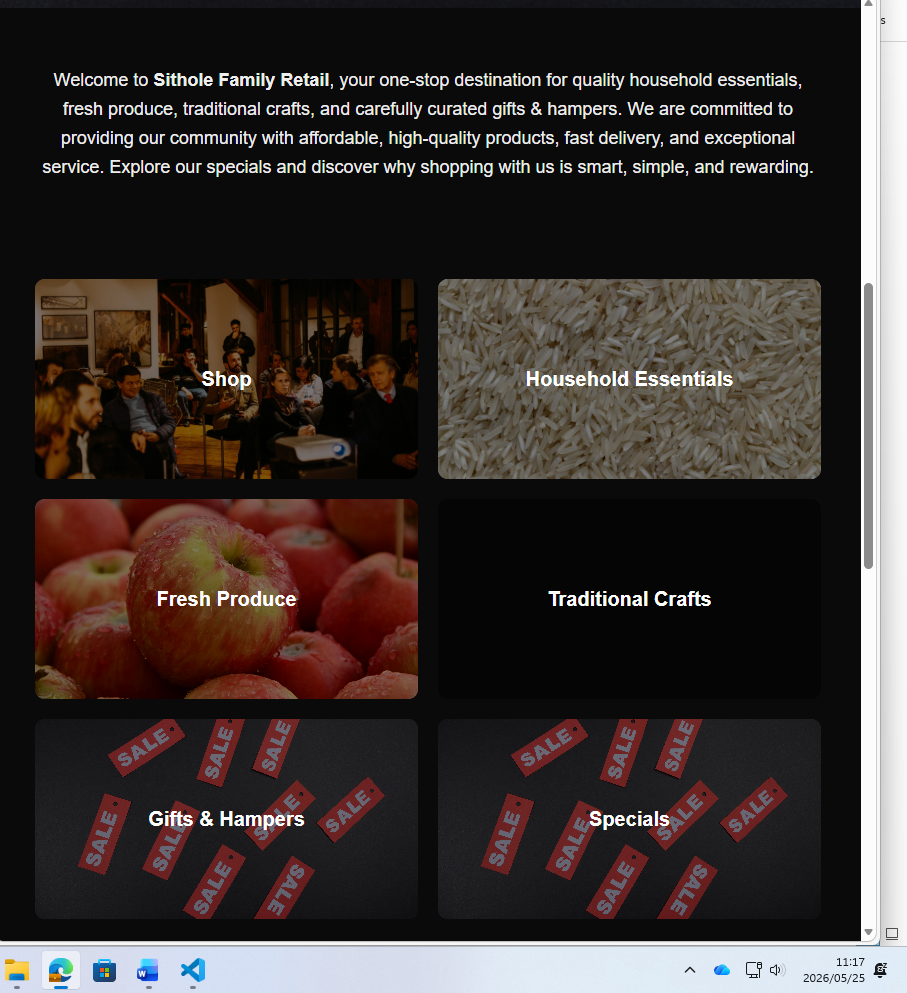 s
Welcome to Sithole Family Retail, your one-stop destination for quality household essentials,
fresh produce, traditional crafts, and carefully curated gifts & hampers. We are committed to
providing our community with affordable, high-quality products, fast delivery, and exceptional
service. Explore our specials and discover why shopping with us is smart, simple, and rewarding.
Shop
Household Essentials
Fresh Produce
Traditional Crafts
SALE
SALE
SALE
SALE
SALE
SALE
SALE
SALE
SALE
Gifts & Hampers
SALE
SALE
SALE
SALE
SALE
SALE
SALE
SALE
SALE
Specials
W
11:17
2026/05/25